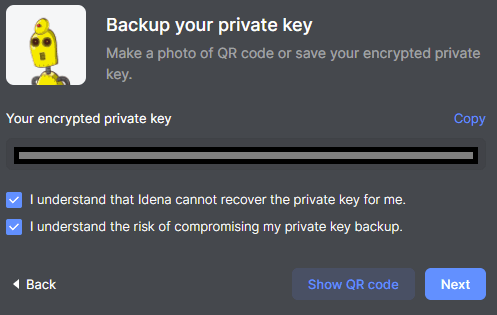 Backup your private key
Make a photo of QR code or save your encrypted private
key.
Your encrypted private key
Copy
I understand that Idena cannot recover the private key for me.
I understand the risk of compromising my private key backup.
Back
Show QR code
Next